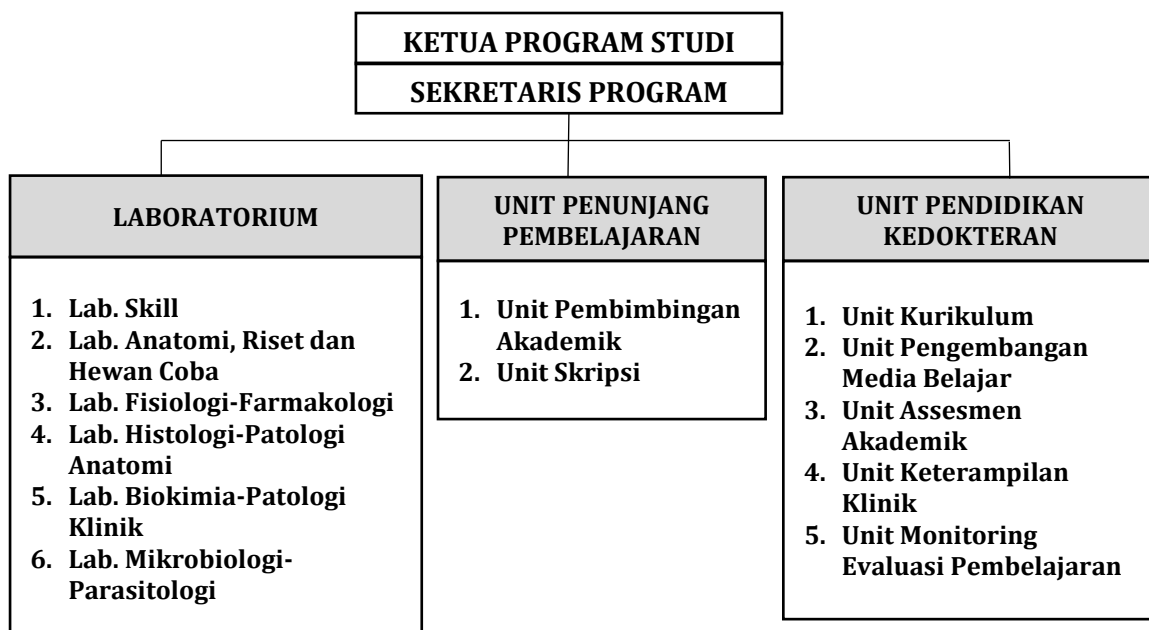 KETUA PROGRAM STUDI
SEKRETARIS PROGRAM
LABORATORIUM
1. Lab. Skill
2. Lab. Anatomi, Riset dan
Hewan Coba
3. Lab. Fisiologi-Farmakologi
4. Lab. Histologi-Patologi
Anatomi
5. Lab. Biokimia-Patologi
Klinik
6. Lab. Mikrobiologi-
Parasitologi
UNIT PENUNJANG
PEMBELAJARAN
1. Unit Pembimbingan
Akademik
2. Unit Skripsi
UNIT PENDIDIKAN
KEDOKTERAN
1. Unit Kurikulum
2. Unit Pengembangan
Media Belajar
3. Unit Assesmen
Akademik
4. Unit Keterampilan
Klinik
5. Unit Monitoring
Evaluasi Pembelajaran